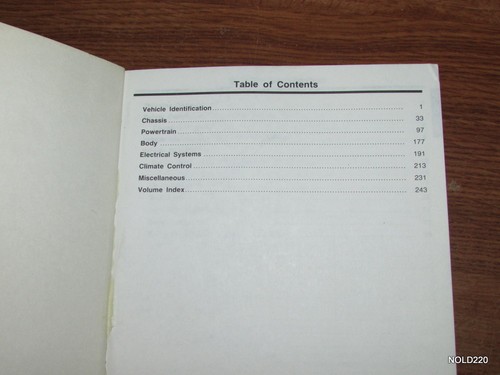 Table of Contents
Vehicle Identification 1
Chassis 33
Powertrain 97
Body 177
Electrical Systems 191
Climate Control 213
Miscellaneous 231
Volume Index 243
NOLD220